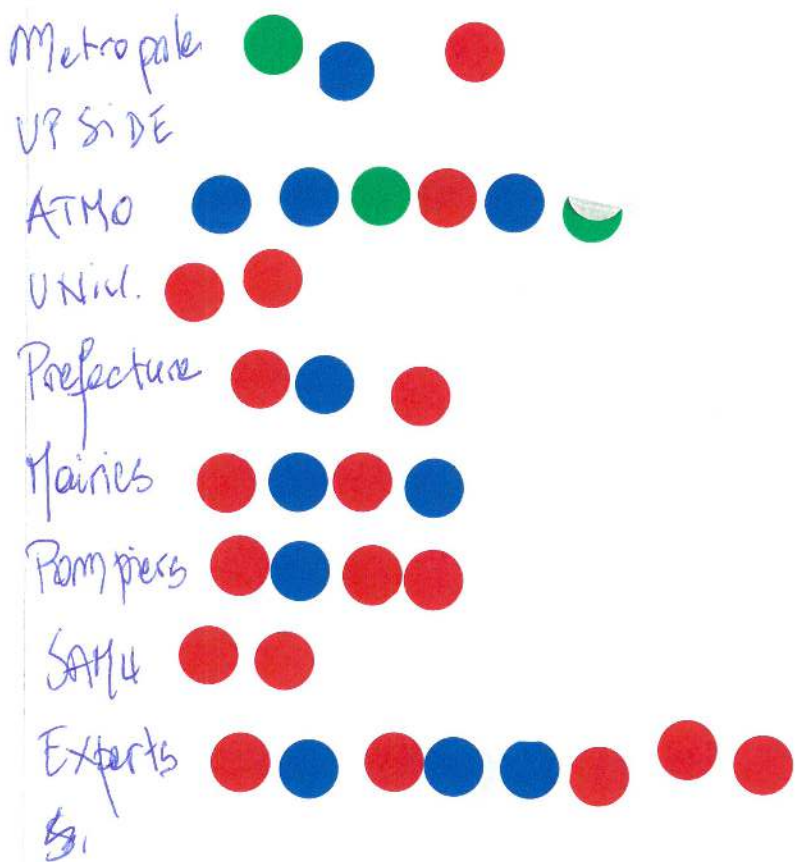 Metropole
UPSIDE
ATMO
UNIV.
Prefecture
Mairies
Pompiers
SAMU
Experts